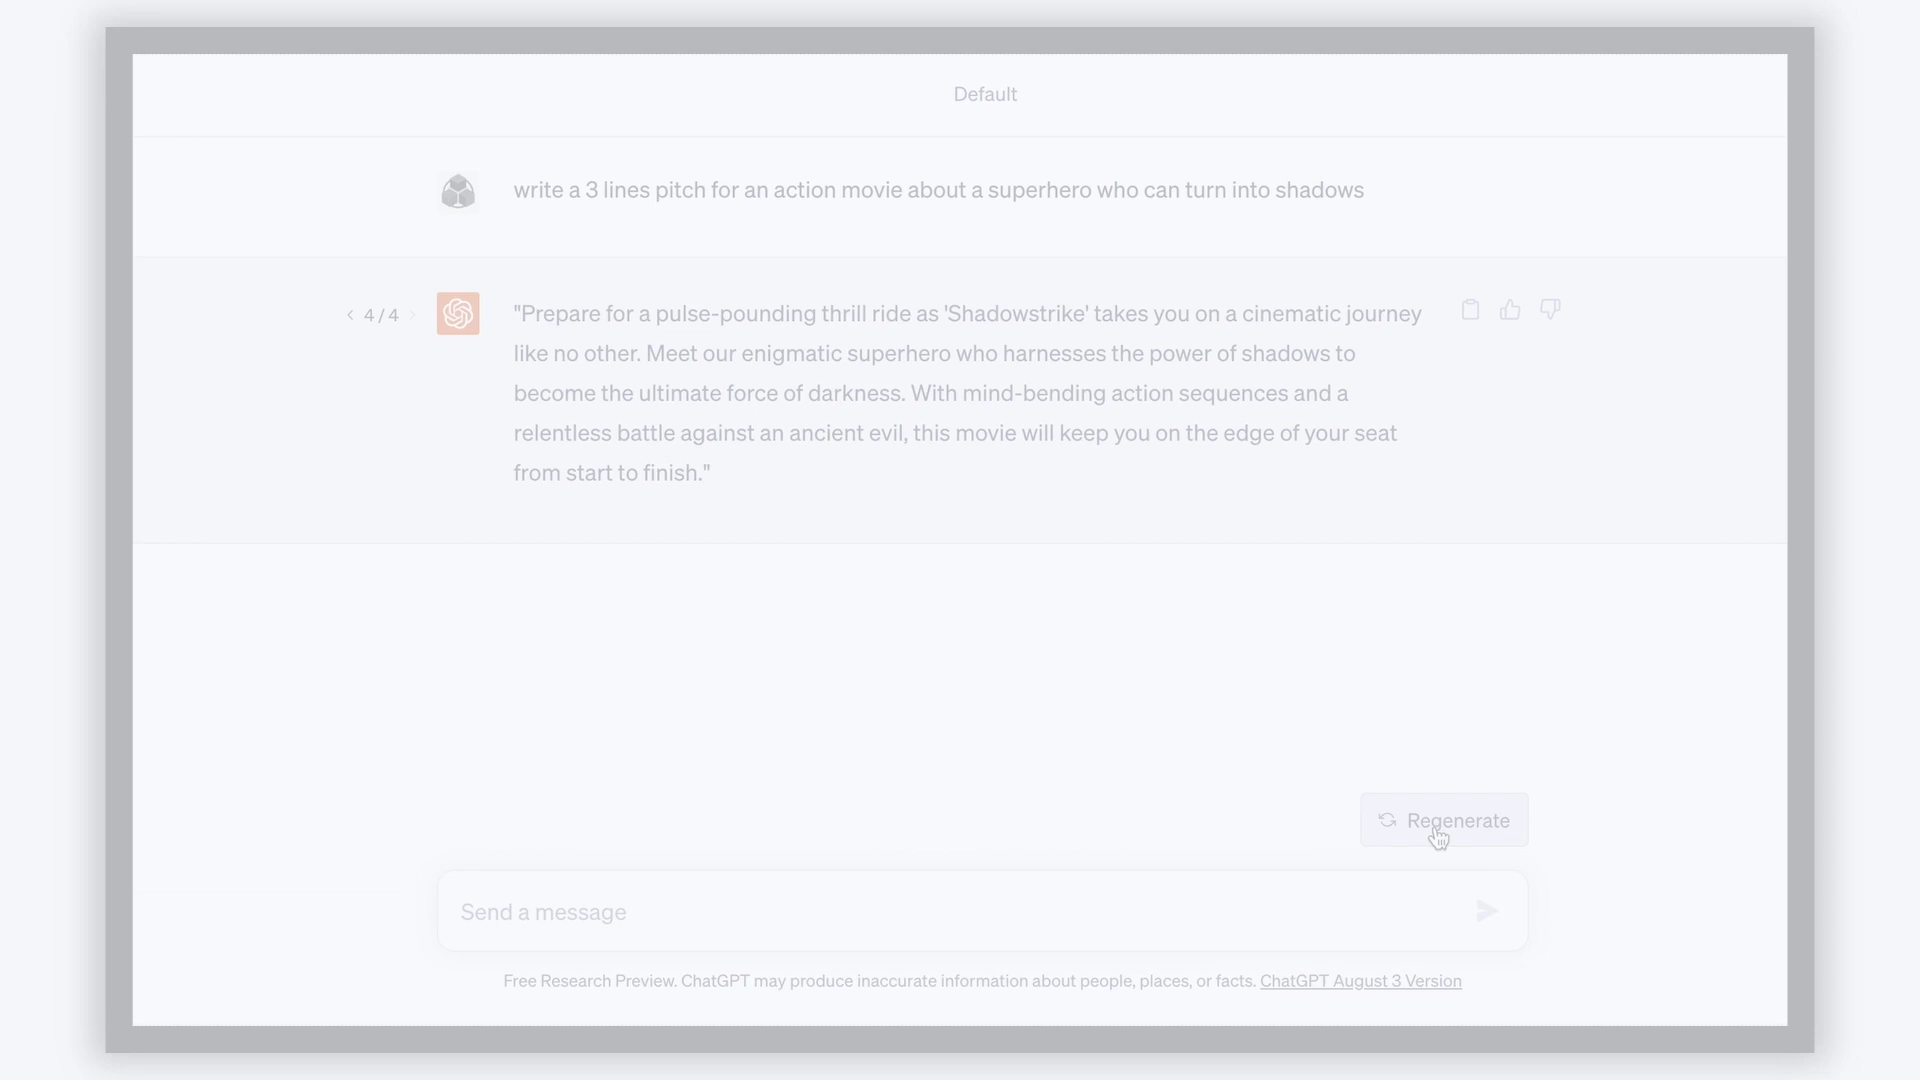 Default
write a 3 lines pitch for an action movie about a superhero who can turn into shadows
< 4 / 4 >
"Prepare for a pulse-pounding thrill ride as 'Shadowstrike' takes you on a cinematic journey
like no other. Meet our enigmatic superhero who harnesses the power of shadows to
become the ultimate force of darkness. With mind-bending action sequences and a
relentless battle against an ancient evil, this movie will keep you on the edge of your seat
from start to finish."
Regenerate
Send a message
Free Research Preview. ChatGPT may produce inaccurate information about people, places, or facts. ChatGPT August 3 Version